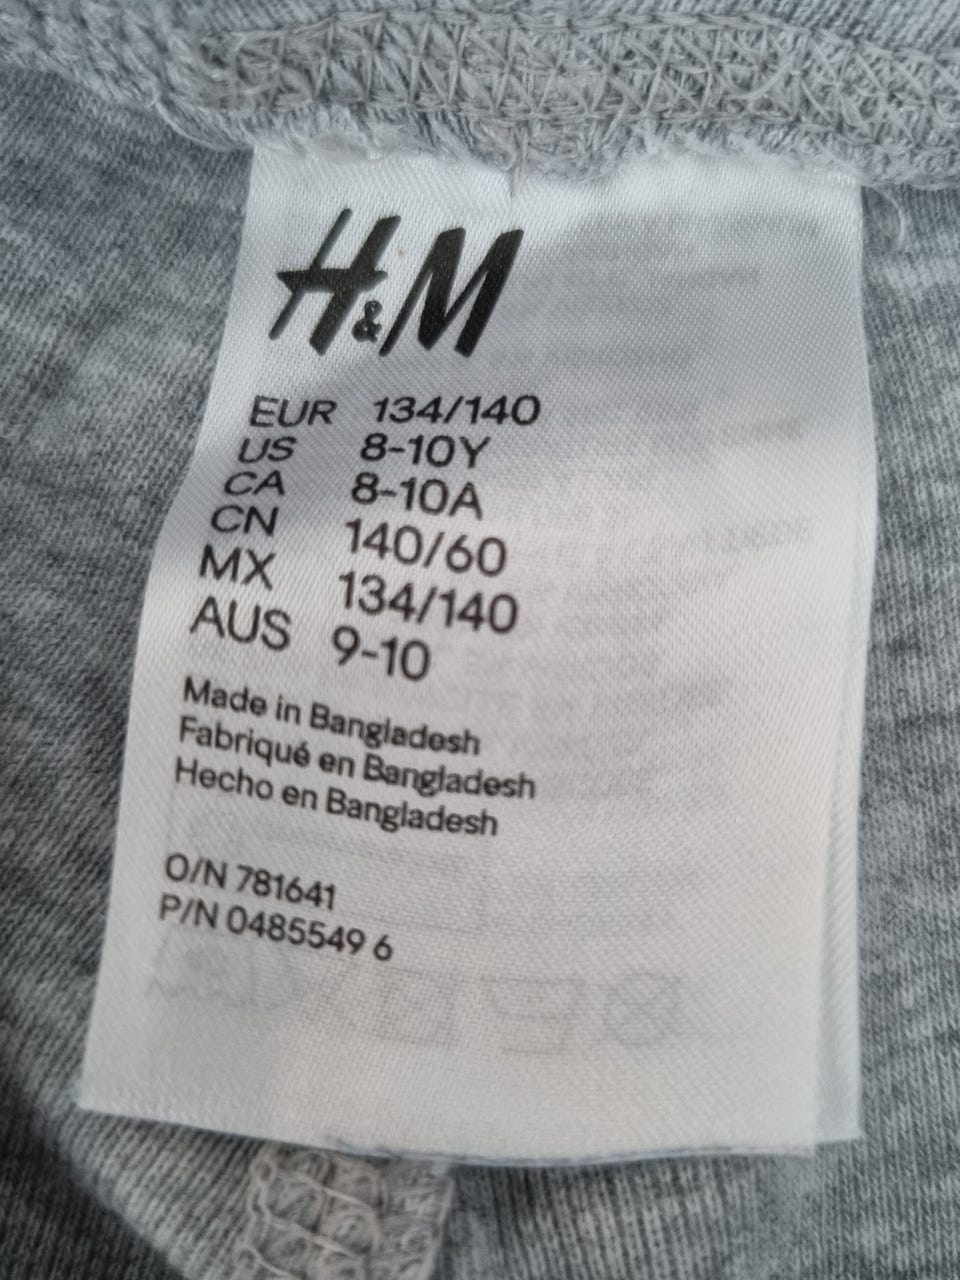 H&M
EUR 134/140
US 8-10Y
CA 8-10A
CN 140/60
MX 134/140
AUS 9-10
Made in Bangladesh
Fabriqué en Bangladesh
Hecho en Bangladesh
O/N 781641
P/N 0485549 6